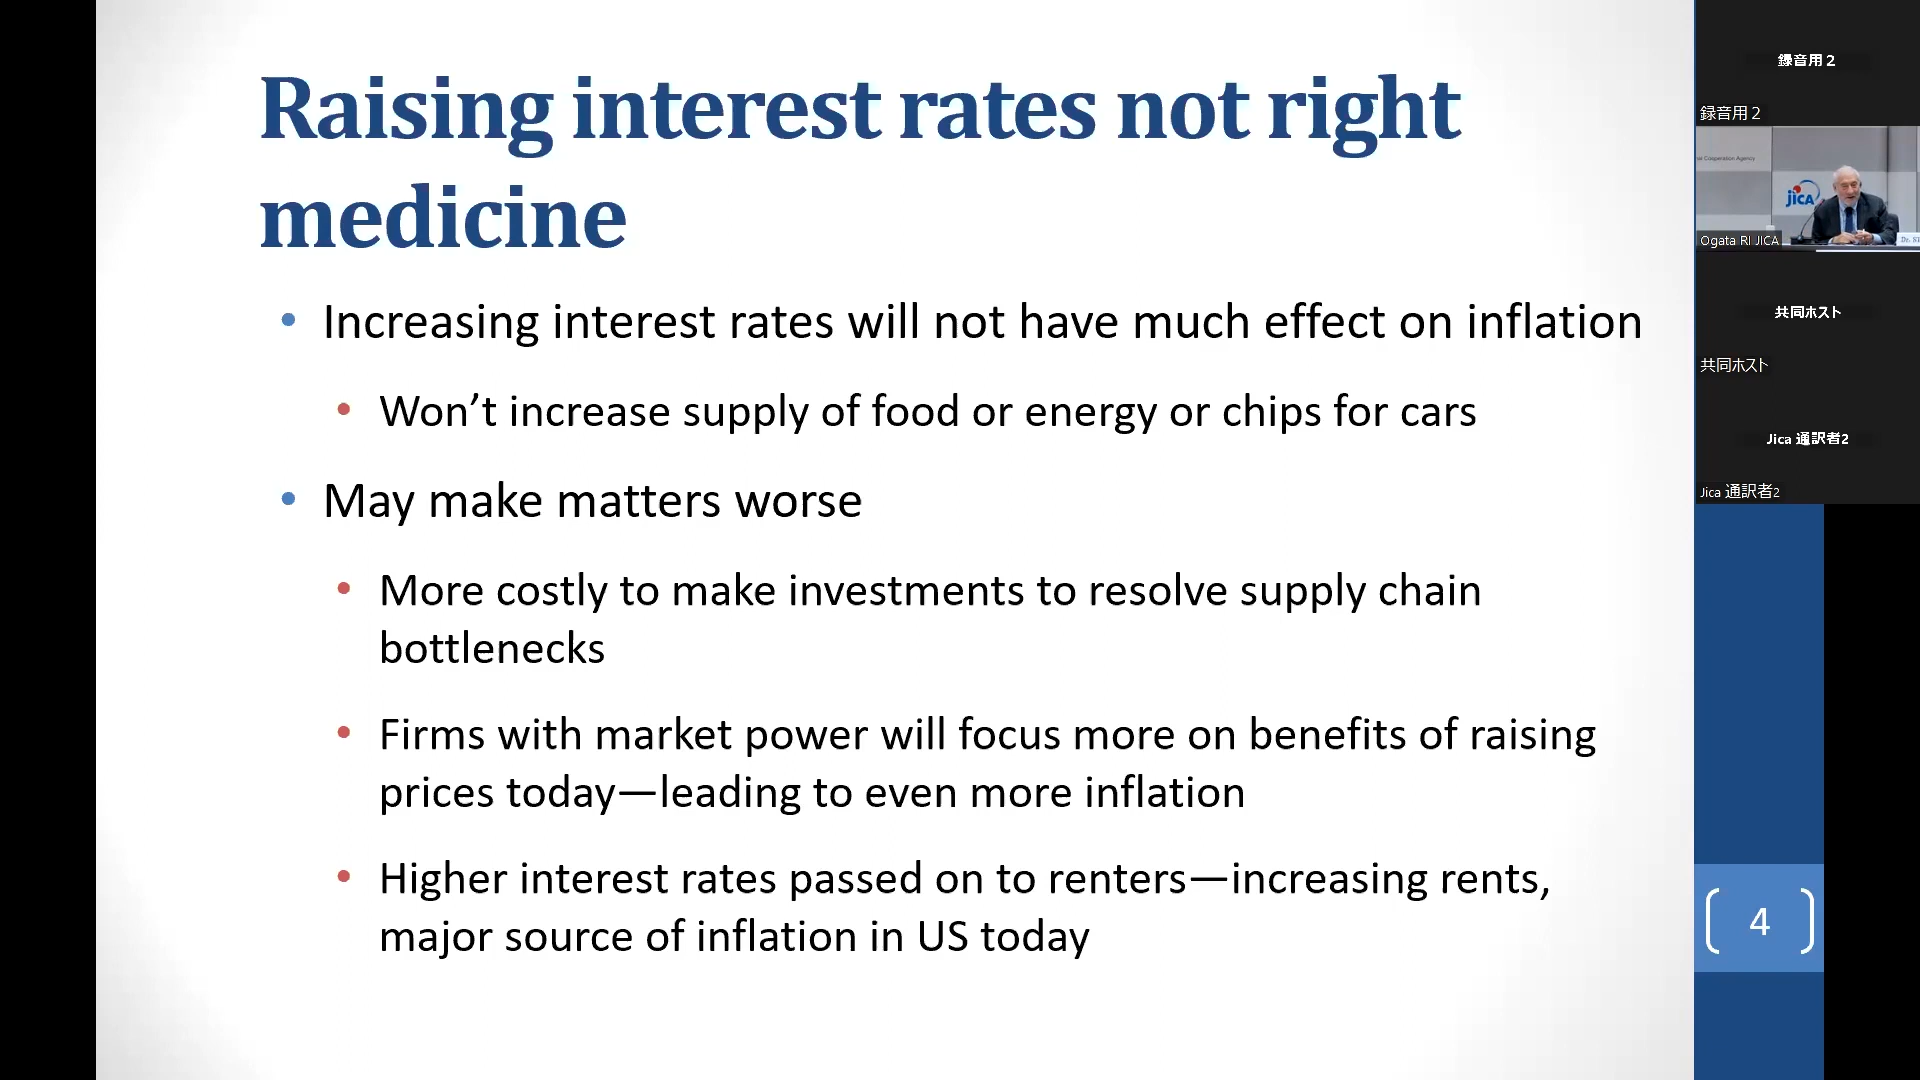 Raising interest rates not right
medicine
• Increasing interest rates will not have much effect on inflation
• Won’t increase supply of food or energy or chips for cars
• May make matters worse
• More costly to make investments to resolve supply chain
bottlenecks
• Firms with market power will focus more on benefits of raising
prices today—leading to even more inflation
• Higher interest rates passed on to renters—increasing rents,
major source of inflation in US today
4
録音用２
録音用２
nal Cooperation Agency
jICA
Ogata RI JICA
Dr.
共同ホスト
共同ホスト
Jica 通訳者2
Jica 通訳者2